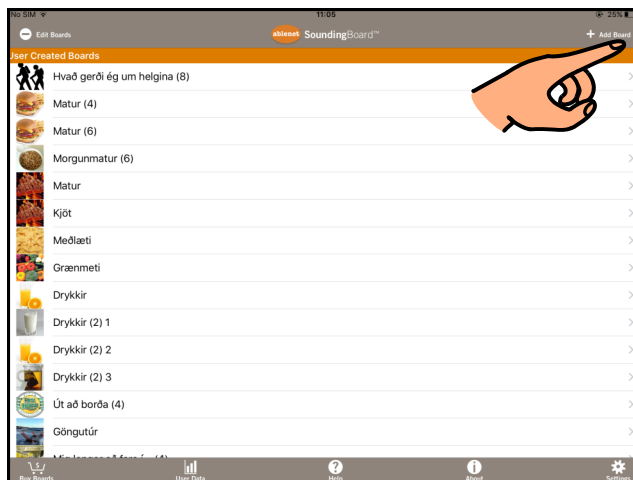 No SIM 11:05 25%
Edit Boards ablenet SoundingBoard™ Add Board
User Created Boards
Hvað gerði ég um helgina (8)
Matur (4)
Matur (6)
Morgunmatur (6)
Matur
Kjöt
Meðlæti
Grænmeti
Drykkir
Drykkir (2) 1
Drykkir (2) 2
Drykkir (2) 3
Út að borða (4)
Göngutúr
Buy Boards User Data Help About Settings